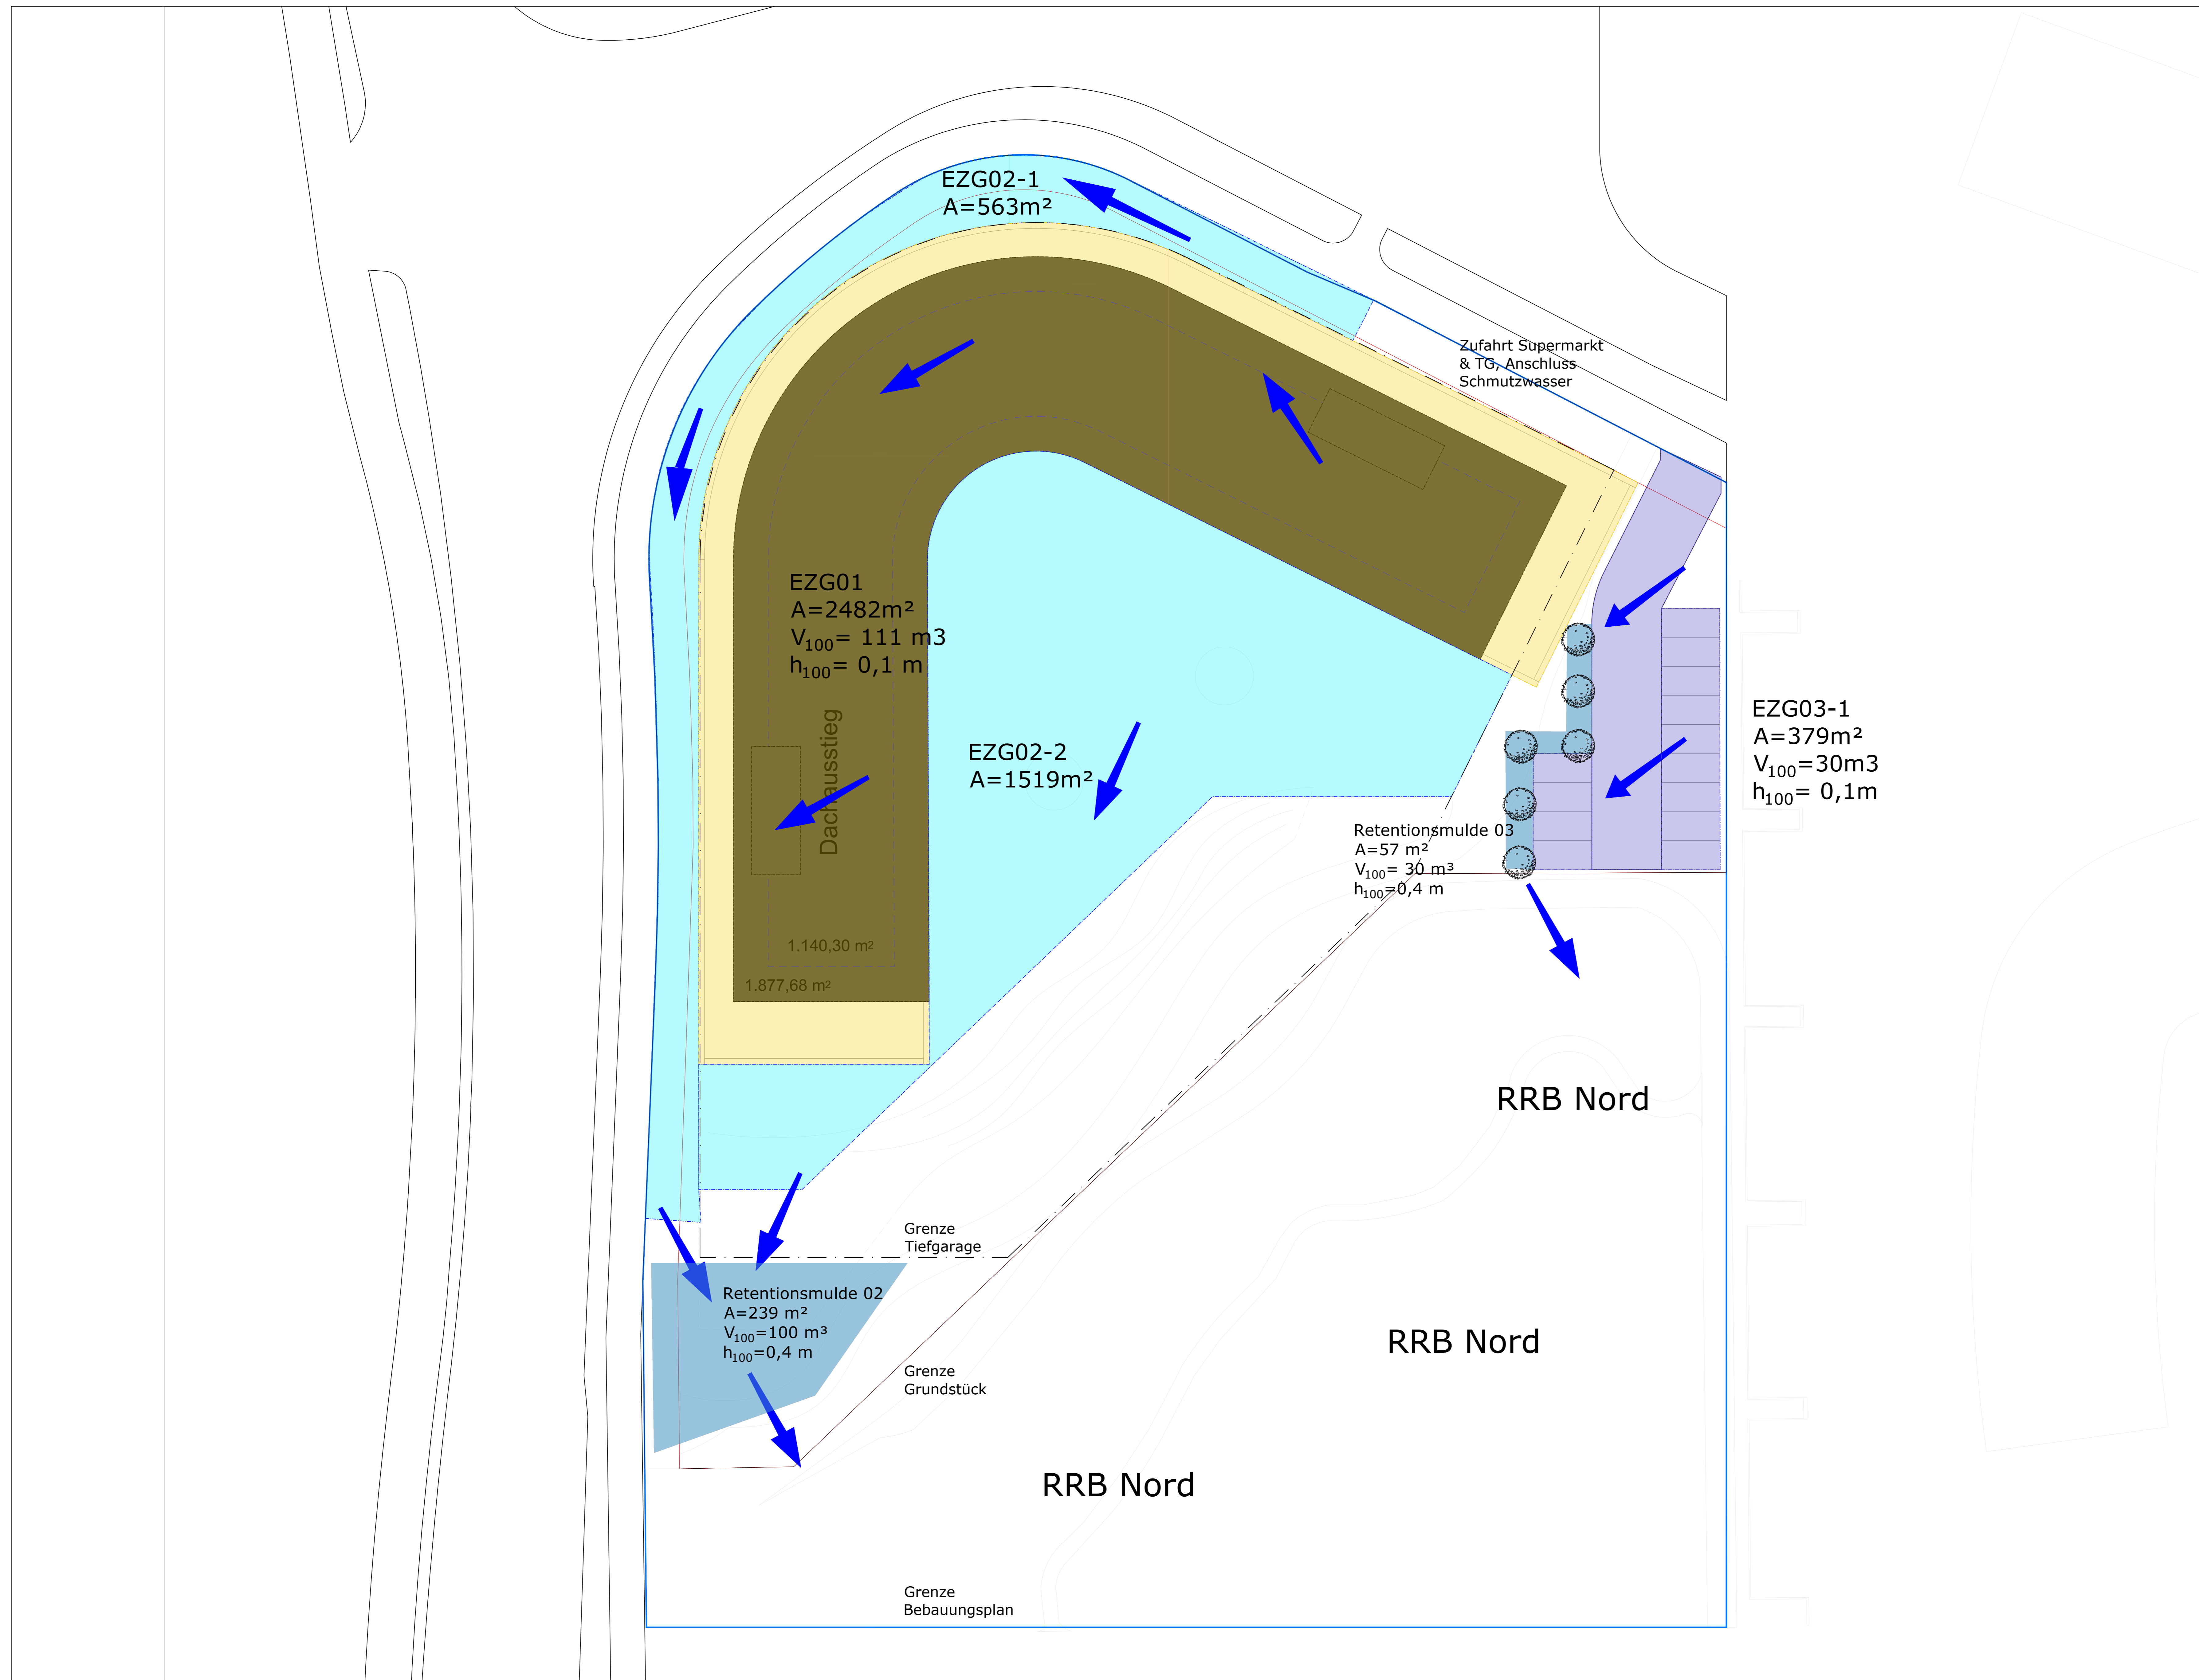 EZG02-1
A=563m²
Zufahrt Supermarkt
& TG, Anschluss
Schmutzwasser
EZG01
A=2482m²
V₁₀₀= 111 m3
h₁₀₀= 0,1 m
Dachausstieg
1.140,30 m²
1.877,68 m²
EZG02-2
A=1519m²
EZG03-1
A=379m²
V₁₀₀=30m3
h₁₀₀= 0,1m
Retentionsmulde 03
A=57 m²
V₁₀₀= 30 m³
h₁₀₀=0,4 m
RRB Nord
Grenze
Tiefgarage
Retentionsmulde 02
A=239 m²
V₁₀₀=100 m³
h₁₀₀=0,4 m
RRB Nord
Grenze
Grundstück
RRB Nord
Grenze
Bebauungsplan